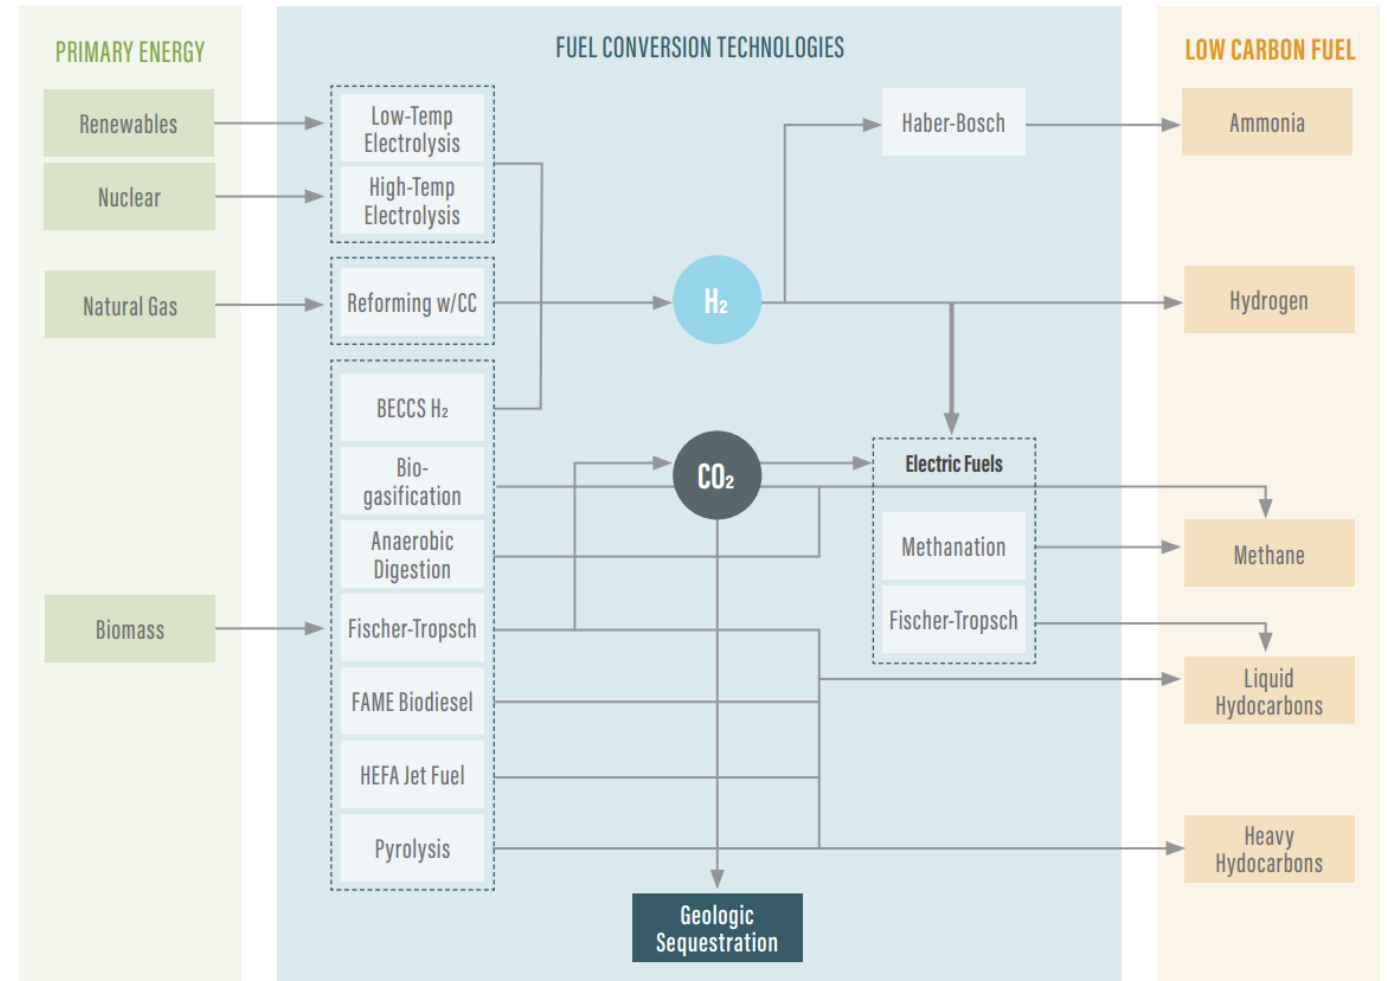 PRIMARY ENERGY
FUEL CONVERSION TECHNOLOGIES
LOW CARBON FUEL
Renewables
Nuclear
Natural Gas
Biomass
Low-Temp
Electrolysis
High-Temp
Electrolysis
Reforming w/CC
BECCS H₂
Bio-
gasification
Anaerobic
Digestion
Fischer-Tropsch
FAME Biodiesel
HEFA Jet Fuel
Pyrolysis
H₂
CO₂
Geologic
Sequestration
Haber-Bosch
Electric Fuels
Methanation
Fischer-Tropsch
Ammonia
Hydrogen
Methane
Liquid
Hydocarbons
Heavy
Hydocarbons